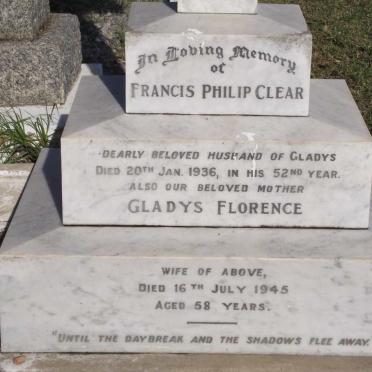 In Loving Memory
of
FRANCIS PHILIP CLEAR
DEARLY BELOVED HUSBAND OF GLADYS
DIED 20TH JAN. 1936, IN HIS 52ND YEAR.
ALSO OUR BELOVED MOTHER
GLADYS FLORENCE
WIFE OF ABOVE,
DIED 16TH JULY 1945
AGED 58 YEARS.
"UNTIL THE DAYBREAK AND THE SHADOWS FLEE AWAY.